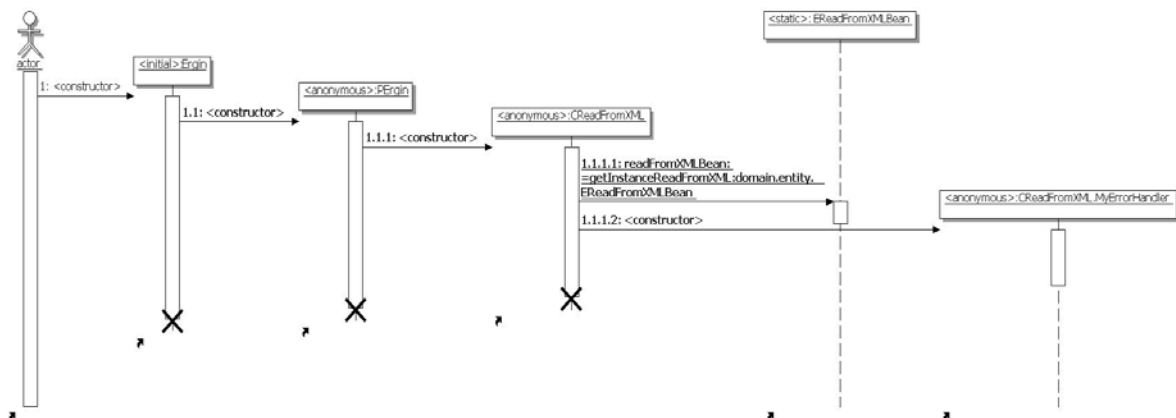 <static>: EReadFromXMLBean
actor
<initial>:Ergin
1: <constructor>
<anonymous>:PErgin
1.1: <constructor>
<anonymous>:CReadFromXML
1.1.1: <constructor>
1.1.1.1: readFromXMLBean:
=getInstanceReadFromXML:domain.entity.
EReadFromXMLBean
<anonymous>:CReadFromXML.MyErrorHandler
1.1.1.2: <constructor>